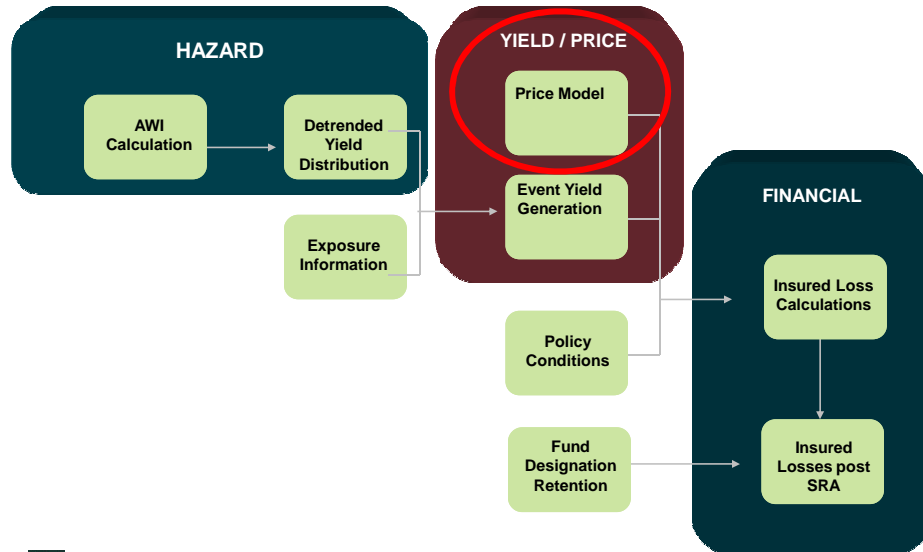 HAZARD
AWI
Calculation
Detrended
Yield
Distribution
Exposure
Information
YIELD / PRICE
Price Model
Event Yield
Generation
Policy
Conditions
Fund
Designation
Retention
FINANCIAL
Insured Loss
Calculations
Insured
Losses post
SRA